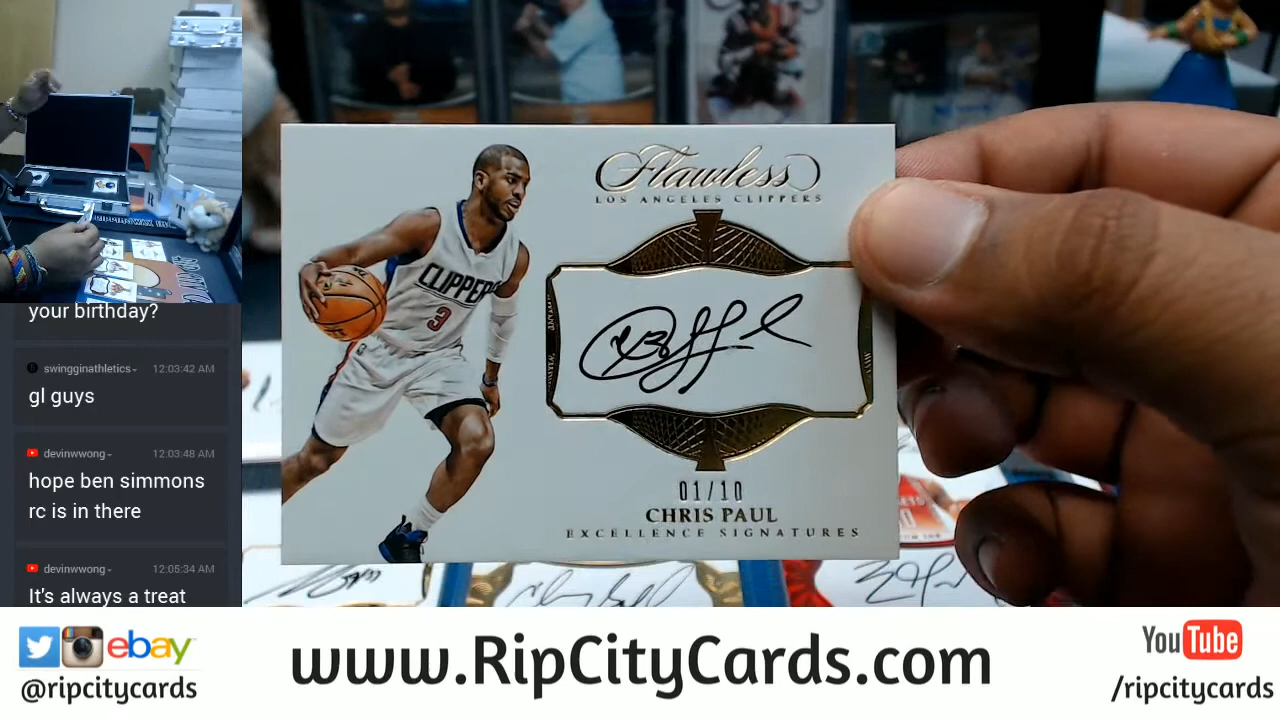 your birthday?
swingginathletics
12:03:42 AM
gl guys
devinwwong
12:03:48 AM
hope ben simmons
rc is in there
devinwwong
12:05:34 AM
It's always a treat
Flawless
LOS ANGELES CLIPPERS
CLIPPERS
3
01/10
CHRIS PAUL
EXCELLENCE SIGNATURES
ebay
@ripcitycards
www.RipCityCards.com
YouTube
/ripcitycards